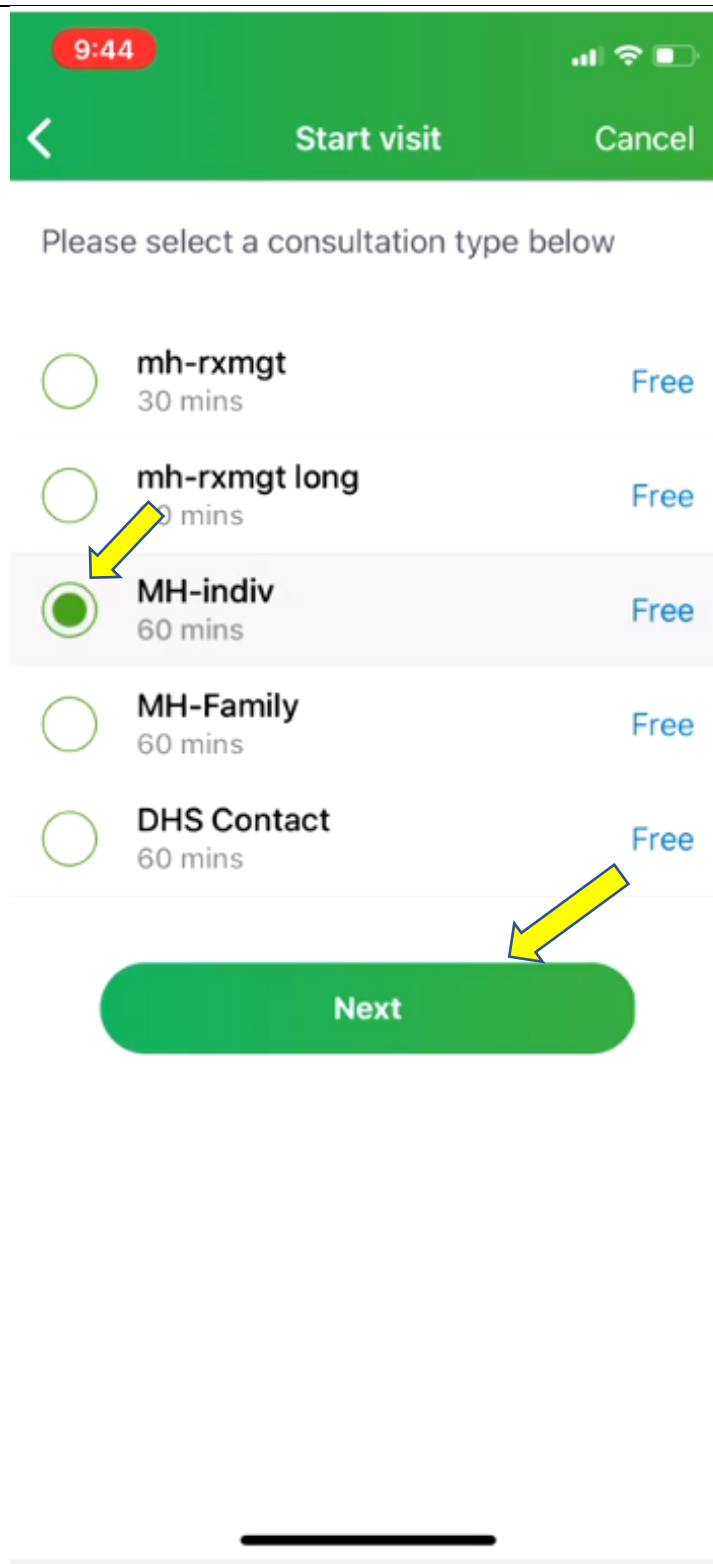 9:44
Start visit
Cancel
Please select a consultation type below
mh-rxmgt
Free
30 mins
mh-rxmgt long
Free
mins
MH-indiv
Free
60 mins
MH-Family
Free
60 mins
DHS Contact
Free
60 mins
Next